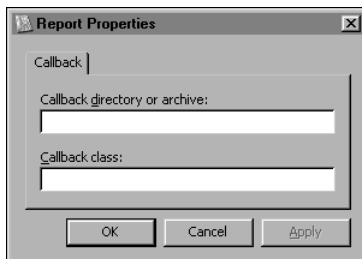 Report Properties
Callback
Callback directory or archive:
Callback class:
OK
Cancel
Apply